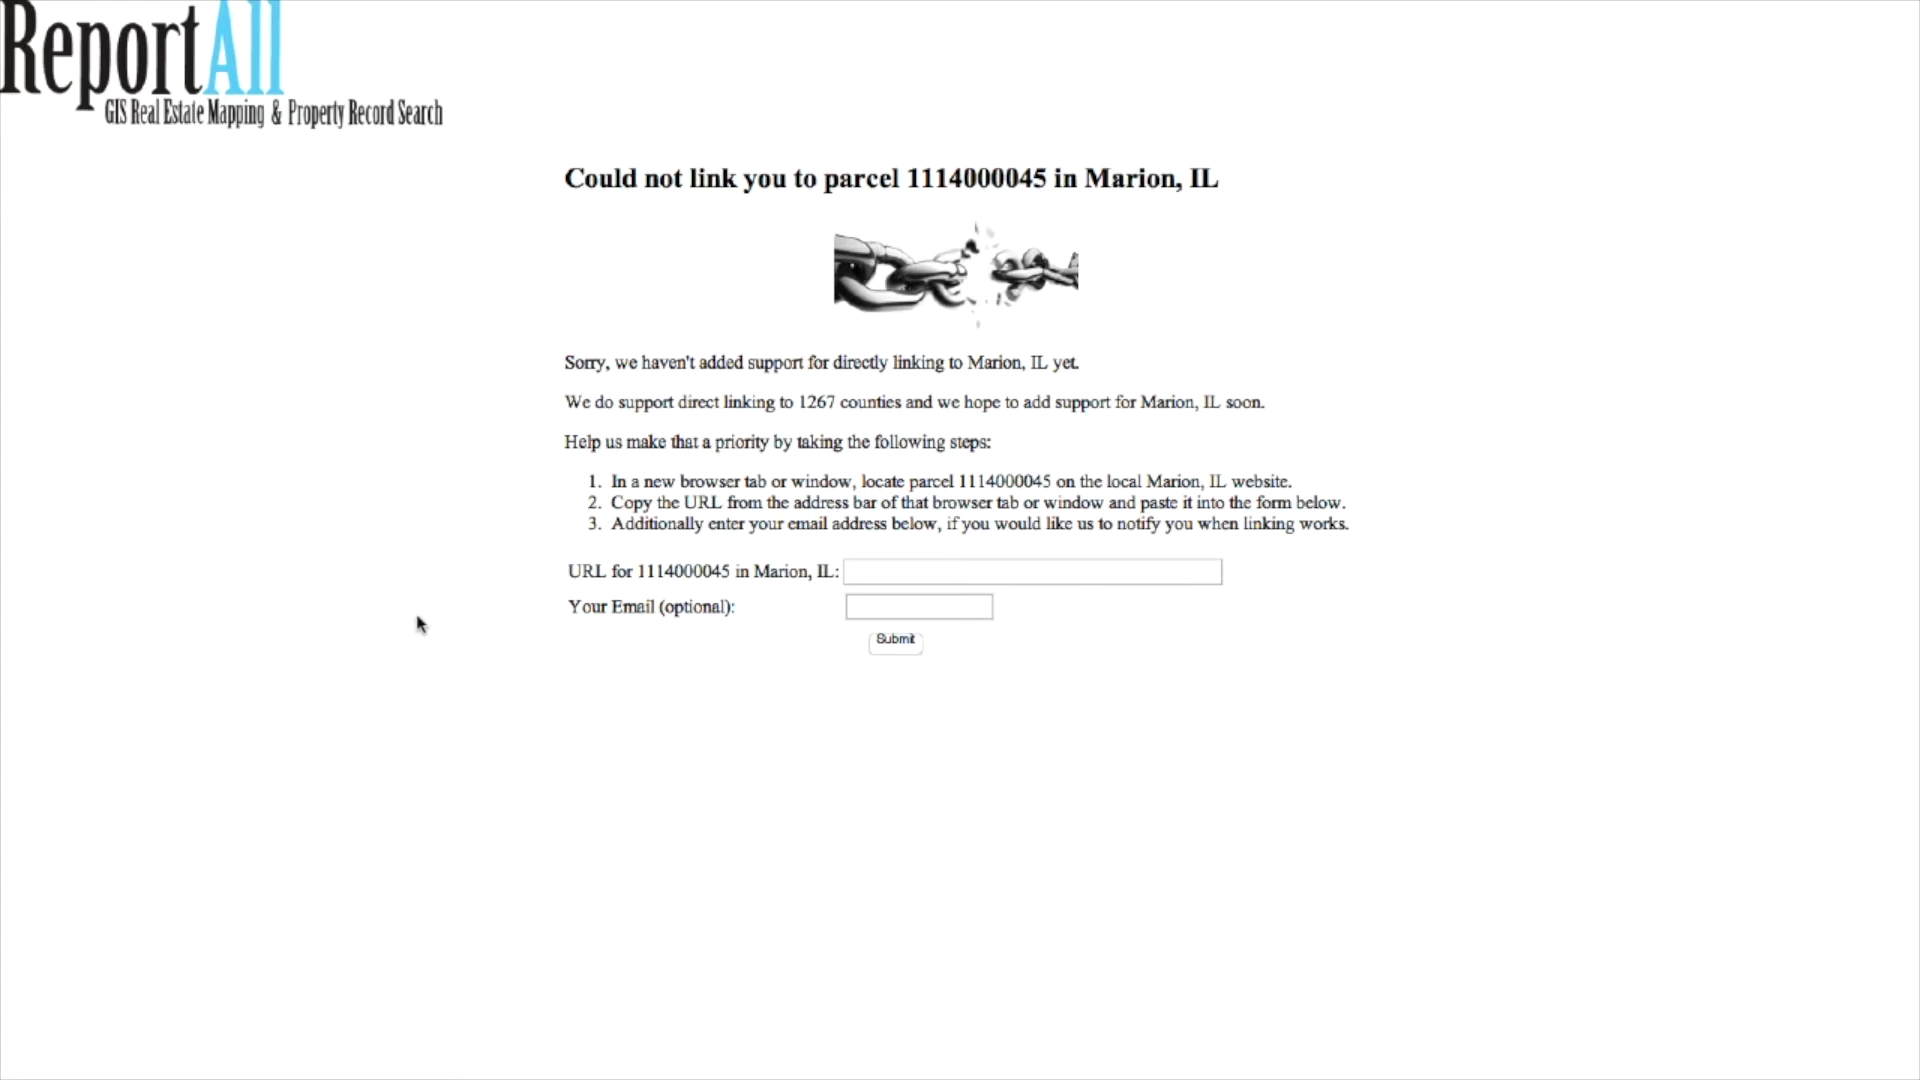 ReportAll
GIS Real Estate Mapping & Property Record Search
Could not link you to parcel 1114000045 in Marion, IL
Sorry, we haven't added support for directly linking to Marion, IL yet.
We do support direct linking to 1267 counties and we hope to add support for Marion, IL soon.
Help us make that a priority by taking the following steps:
1. In a new browser tab or window, locate parcel 1114000045 on the local Marion, IL website.
2. Copy the URL from the address bar of that browser tab or window and paste it into the form below.
3. Additionally enter your email address below, if you would like us to notify you when linking works.
URL for 1114000045 in Marion, IL:
Your Email (optional):
Submit